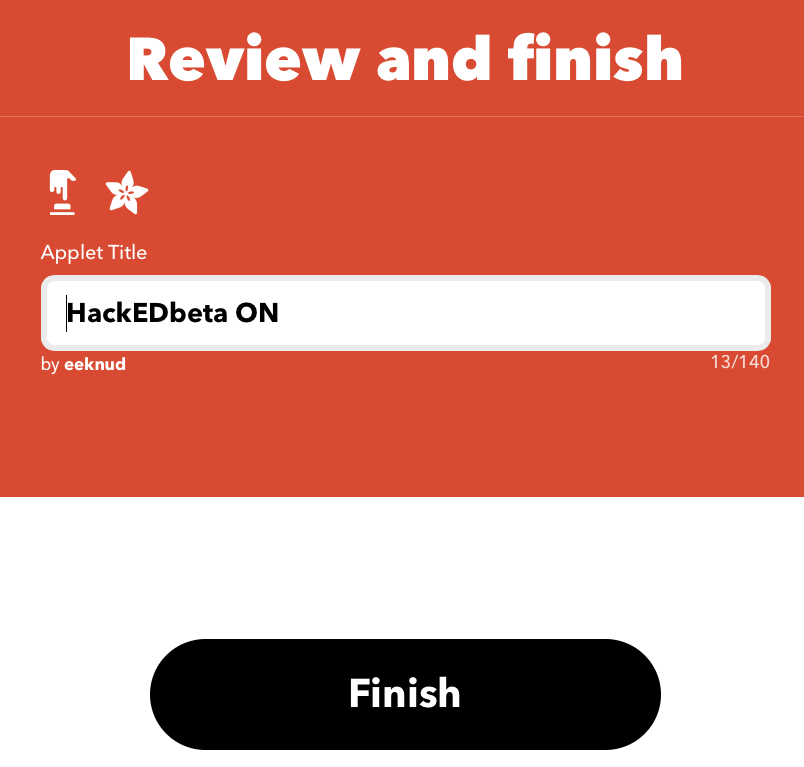 Review and finish
Applet Title
HackEDbeta ON
by eeknud
13/140
Finish